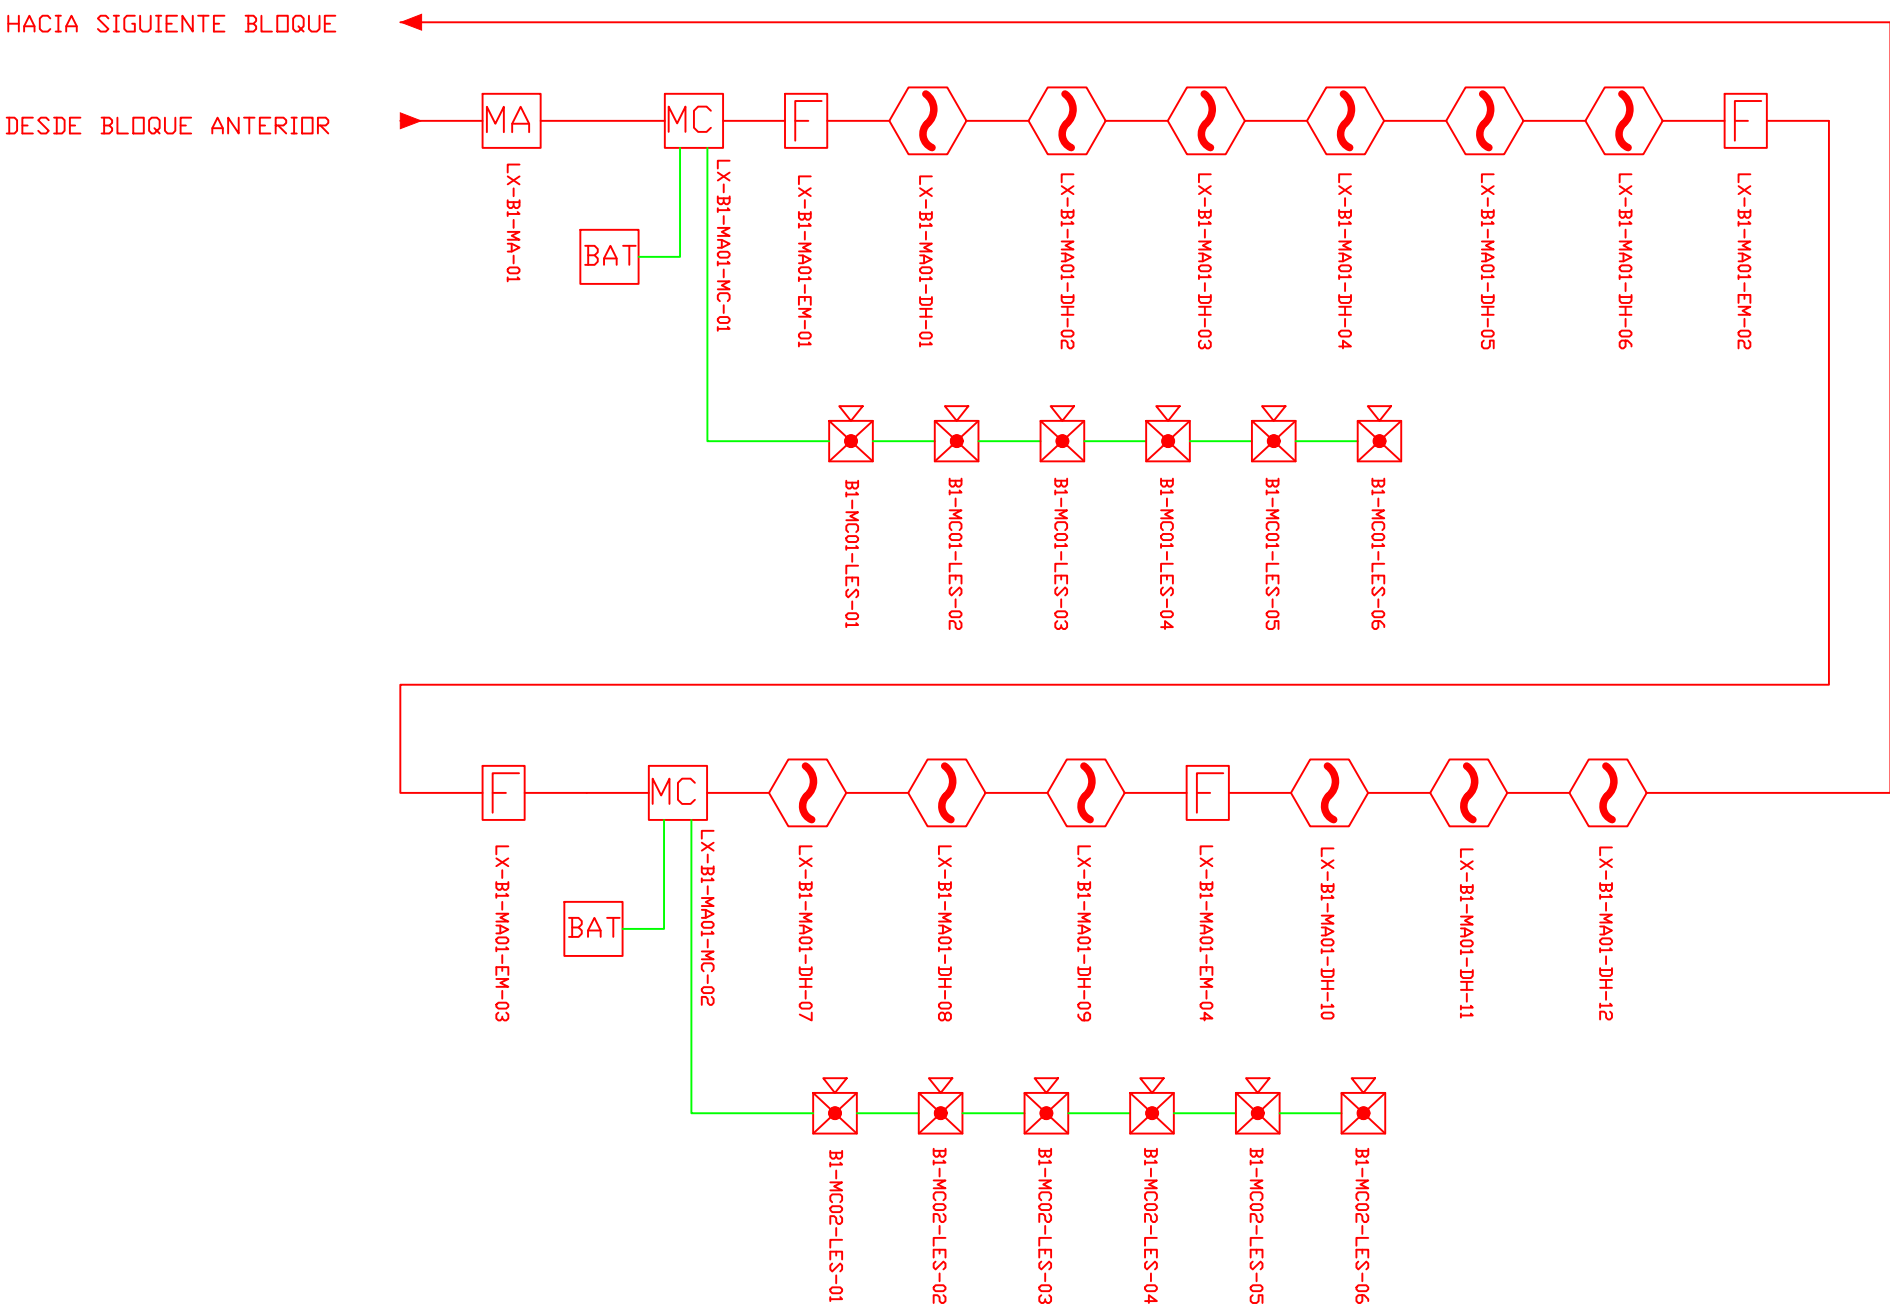 HACIA SIGUIENTE BLOQUE
DESDE BLOQUE ANTERIOR
MA
MC
F
F
LX-B1-MA-01
LX-B1-MA01-MC-01
LX-B1-MA01-EM-01
LX-B1-MA01-DH-01
LX-B1-MA01-DH-02
LX-B1-MA01-DH-03
LX-B1-MA01-DH-04
LX-B1-MA01-DH-05
LX-B1-MA01-DH-06
LX-B1-MA01-EM-02
BAT
B1-MC01-LES-01
B1-MC01-LES-02
B1-MC01-LES-03
B1-MC01-LES-04
B1-MC01-LES-05
B1-MC01-LES-06
F
MC
F
LX-B1-MA01-EM-03
LX-B1-MA01-MC-02
LX-B1-MA01-DH-07
LX-B1-MA01-DH-08
LX-B1-MA01-DH-09
LX-B1-MA01-EM-04
LX-B1-MA01-DH-10
LX-B1-MA01-DH-11
LX-B1-MA01-DH-12
BAT
B1-MC02-LES-01
B1-MC02-LES-02
B1-MC02-LES-03
B1-MC02-LES-04
B1-MC02-LES-05
B1-MC02-LES-06